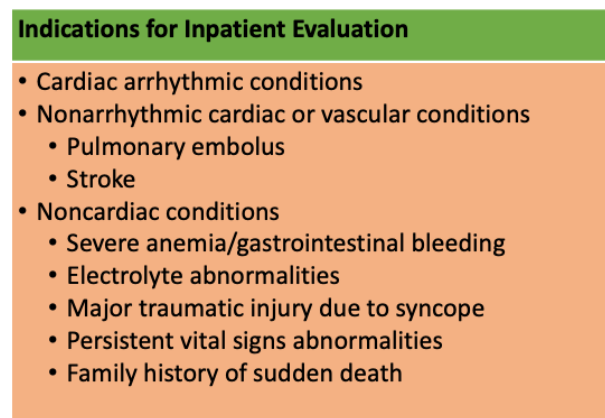 Indications for Inpatient Evaluation
• Cardiac arrhythmic conditions
• Nonarrhythmic cardiac or vascular conditions
• Pulmonary embolus
• Stroke
• Noncardiac conditions
• Severe anemia/gastrointestinal bleeding
• Electrolyte abnormalities
• Major traumatic injury due to syncope
• Persistent vital signs abnormalities
• Family history of sudden death